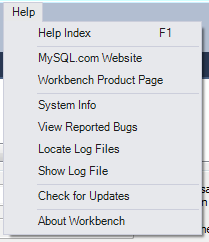 Help
Help Index F1
MySQL.com Website
Workbench Product Page
System Info
View Reported Bugs
Locate Log Files
Show Log File
Check for Updates
About Workbench